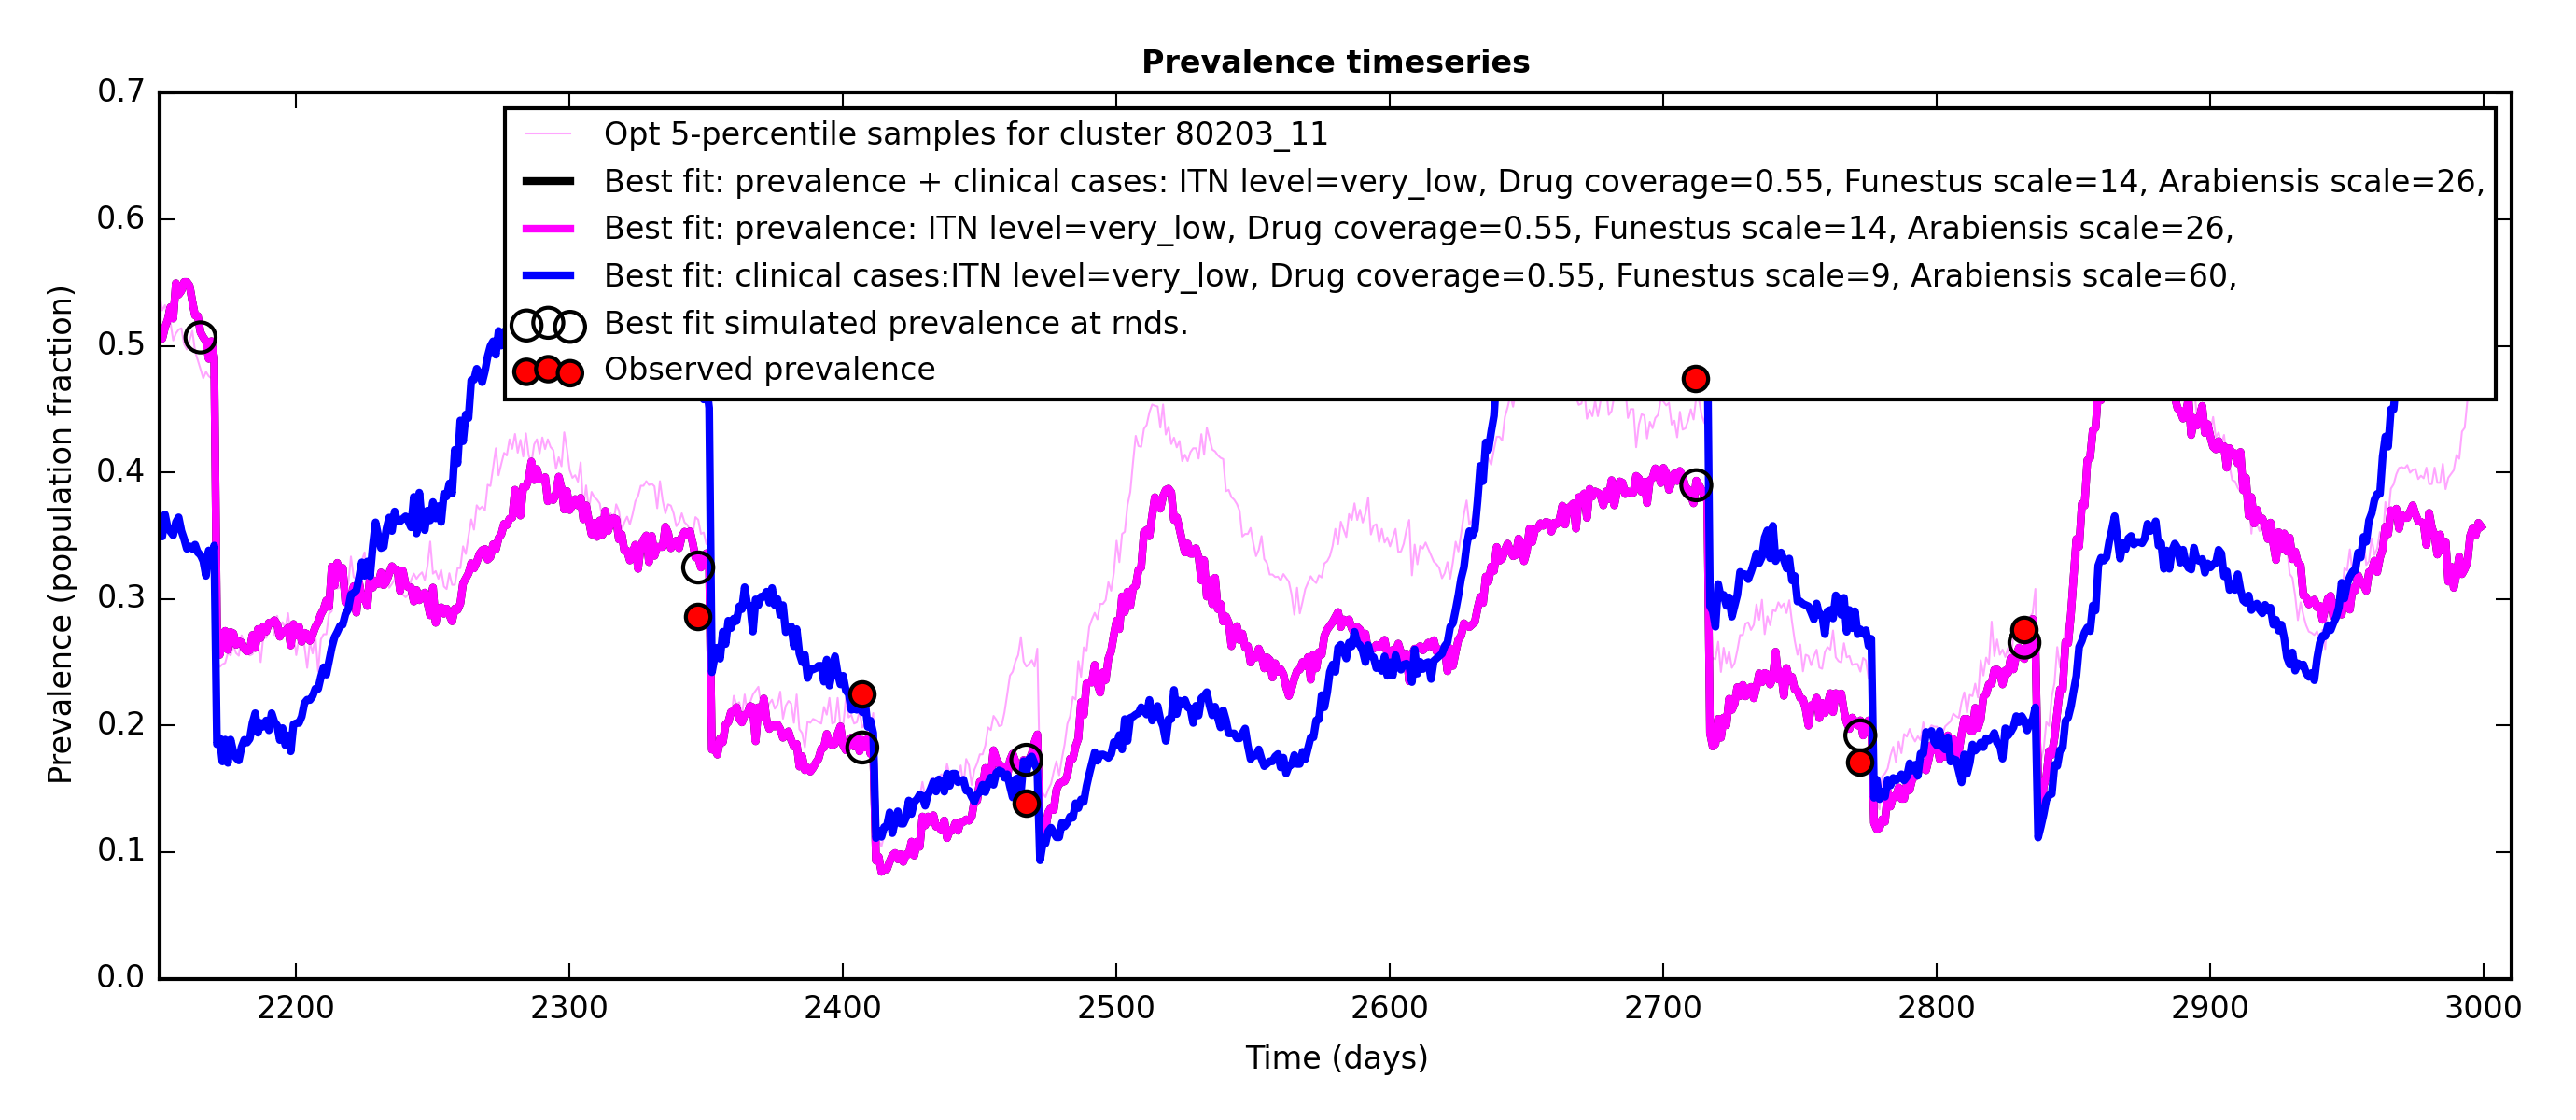 Prevalence timeseries
0.7
0.6
0.5
0.4
0.3
0.2
0.1
0.0
Prevalence (population fraction)
Opt 5-percentile samples for cluster 80203_11
Best fit: prevalence + clinical cases: ITN level=very_low, Drug coverage=0.55, Funestus scale=14, Arabiensis scale=26,
Best fit: prevalence: ITN level=very_low, Drug coverage=0.55, Funestus scale=14, Arabiensis scale=26,
Best fit: clinical cases:ITN level=very_low, Drug coverage=0.55, Funestus scale=9, Arabiensis scale=60,
Best fit simulated prevalence at rnds.
Observed prevalence
2200 2300 2400 2500 2600 2700 2800 2900 3000
Time (days)